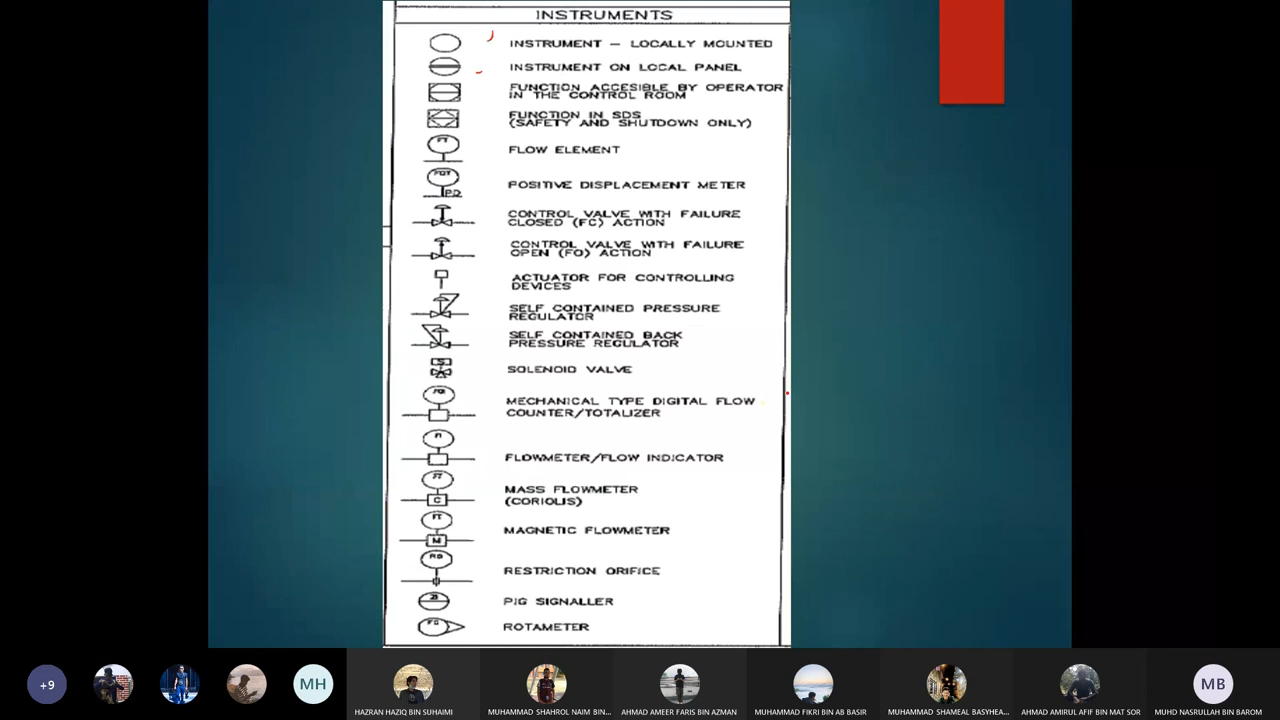 INSTRUMENTS
INSTRUMENT – LOCALLY MOUNTED
INSTRUMENT ON LOCAL PANEL
FUNCTION ACCESIBLE BY OPERATOR
IN THE CONTROL ROOM
FUNCTION IN SDS
(SAFETY AND SHUTDOWN ONLY)
FT
FLOW ELEMENT
FQT
PD
POSITIVE DISPLACEMENT METER
CONTROL VALVE WITH FAILURE
CLOSED (FC) ACTION
CONTROL VALVE WITH FAILURE
OPEN (FO) ACTION
ACTUATOR FOR CONTROLLING
DEVICES
SELF CONTAINED PRESSURE
REGULATOR
SELF CONTAINED BACK
PRESSURE REGULATOR
S
SOLENOID VALVE
FQI
MECHANICAL TYPE DIGITAL FLOW
COUNTER/TOTALIZER
FI
FLOWMETER/FLOW INDICATOR
FT
C
MASS FLOWMETER
(CORIOLIS)
FT
M
MAGNETIC FLOWMETER
RO
RESTRICTION ORIFICE
PIG SIGNALLER
ROTAMETER
+9
MH
HAZRAN HAZIQ BIN SUHAIMI
MUHAMMAD SHAHROL NAIM BIN...
AHMAD AMEER FARIS BIN AZMAN
MUHAMMAD FIKRI BIN AB BASIR
MUHAMMAD SHAMEAL BASYHEA...
AHMAD AMIRUL AFIF BIN MAT SOR
MB
MUHD NASRULLAH BIN BAROM